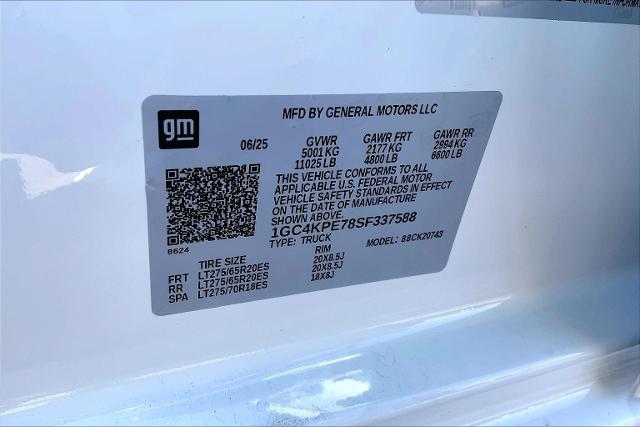 FOR MORE INFORMA
gm
MFD BY GENERAL MOTORS LLC
06/25 GVWR GAWR FRT GAWR RR
5001 KG 2177 KG 2994 KG
11025 LB 4800 LB 6600 LB
THIS VEHICLE CONFORMS TO ALL
APPLICABLE U.S. FEDERAL MOTOR
VEHICLE SAFETY STANDARDS IN EFFECT
ON THE DATE OF MANUFACTURE
SHOWN ABOVE.
1GC4KPE78SF337588
8624
TYPE: TRUCK MODEL: 88CK20743
TIRE SIZE RIM
FRT LT275/65R20ES 20X8.5J
RR LT275/65R20ES 20X8.5J
SPA LT275/70R18ES 18X8J